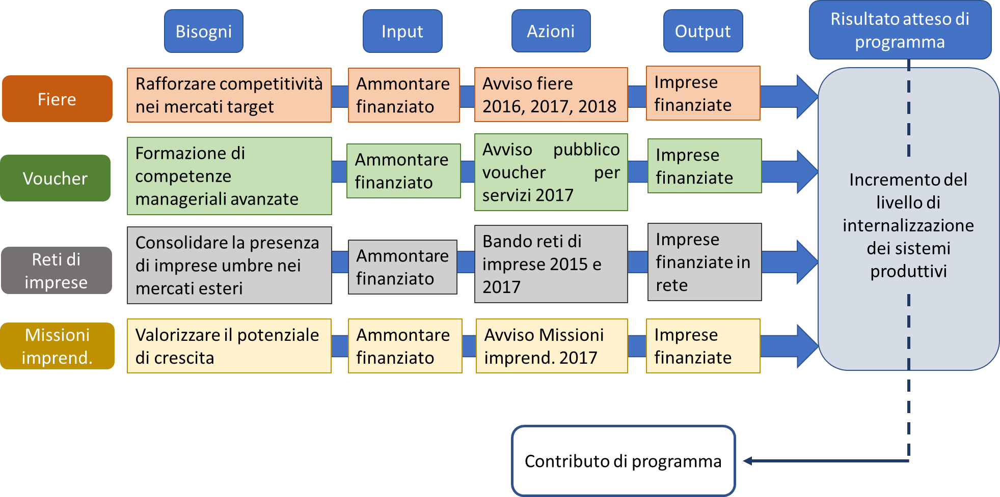 Bisogni
Input
Azioni
Output
Risultato atteso di
programma
Fiere
Rafforzare competitività
nei mercati target
Ammontare
finanziato
Avviso fiere
2016, 2017, 2018
Imprese
finanziate
Voucher
Formazione di
competenze
manageriali avanzate
Ammontare
finanziato
Avviso pubblico
voucher per
servizi 2017
Imprese
finanziate
Reti di
imprese
Consolidare la presenza
di imprese umbre nei
mercati esteri
Ammontare
finanziato
Bando reti di
imprese 2015 e
2017
Imprese
finanziate in
rete
Missioni
imprend.
Valorizzare il potenziale
di crescita
Ammontare
finanziato
Avviso Missioni
imprend. 2017
Imprese
finanziate
Incremento del
livello di
internalizzazione
dei sistemi
produttivi
Contributo di programma